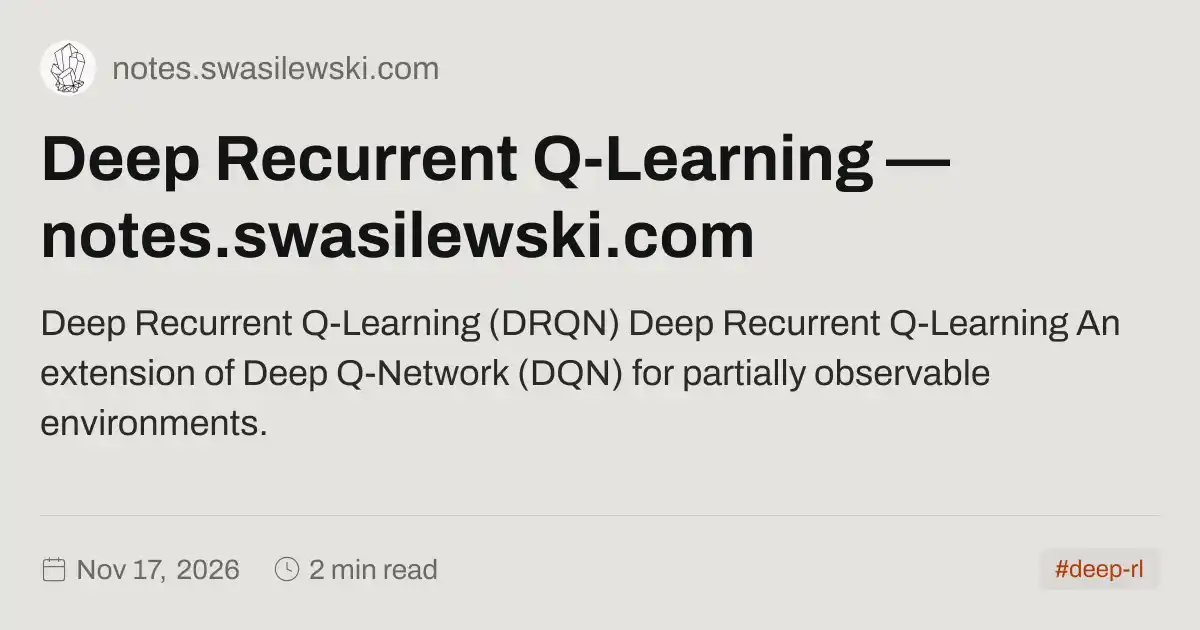 notes.swasilewski.com
Deep Recurrent Q-Learning —
notes.swasilewski.com
Deep Recurrent Q-Learning (DRQN) Deep Recurrent Q-Learning An
extension of Deep Q-Network (DQN) for partially observable
environments.
Nov 17, 2026 2 min read #deep-rl